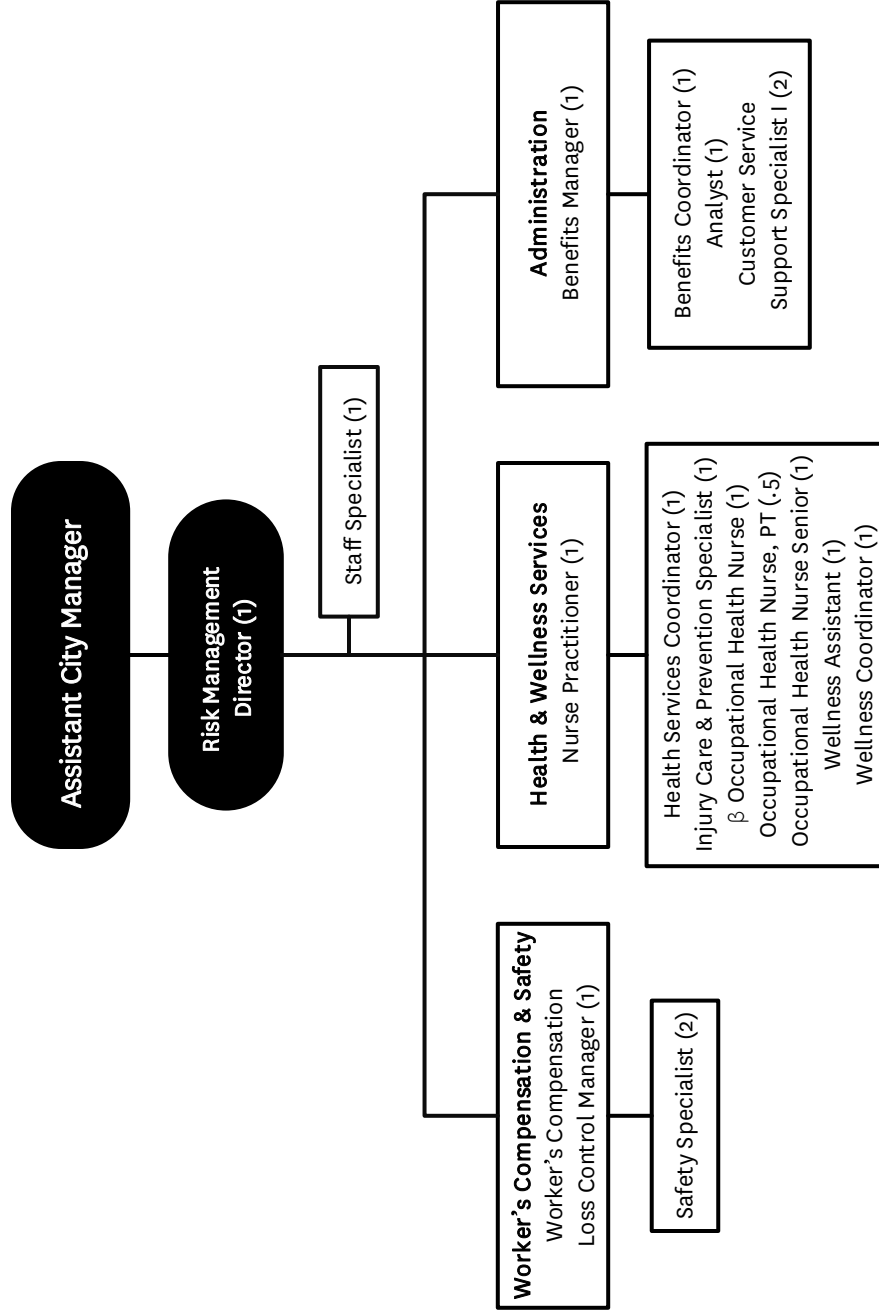 Assistant City Manager
Risk Management
Director (1)
Staff Specialist (1)
Worker’s Compensation & Safety
Worker’s Compensation
Loss Control Manager (1)
Safety Specialist (2)
Health & Wellness Services
Nurse Practitioner (1)
Health Services Coordinator (1)
Injury Care & Prevention Specialist (1)
β Occupational Health Nurse (1)
Occupational Health Nurse, PT (.5)
Occupational Health Nurse Senior (1)
Wellness Assistant (1)
Wellness Coordinator (1)
Administration
Benefits Manager (1)
Benefits Coordinator (1)
Analyst (1)
Customer Service
Support Specialist I (2)